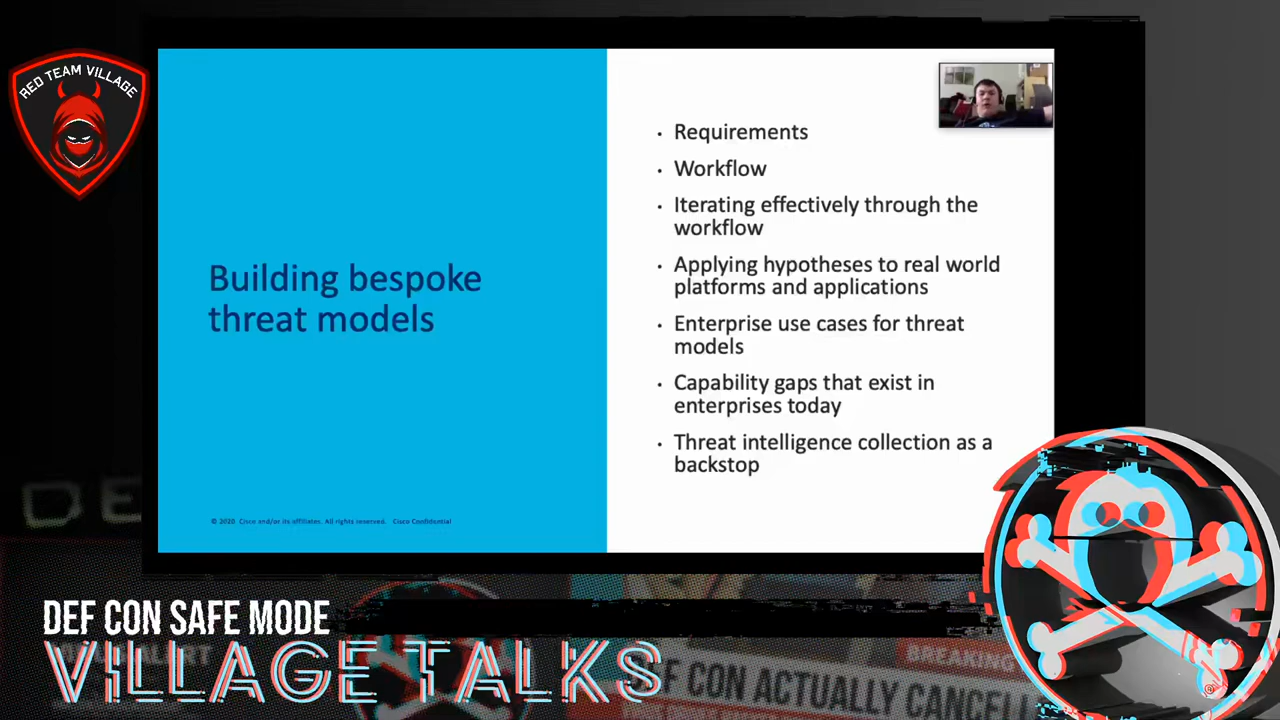 RED TEAM VILLAGE
Building bespoke
threat models
© 2020 Cisco and/or its affiliates. All rights reserved. Cisco Confidential
• Requirements
• Workflow
• Iterating effectively through the
workflow
• Applying hypotheses to real world
platforms and applications
• Enterprise use cases for threat
models
• Capability gaps that exist in
enterprises today
• Threat intelligence collection as a
backstop
DE
DEF CON SAFE MODE
VILLAGE TALKS
BREAKING
DEF CON ACTUALLY CANCELL